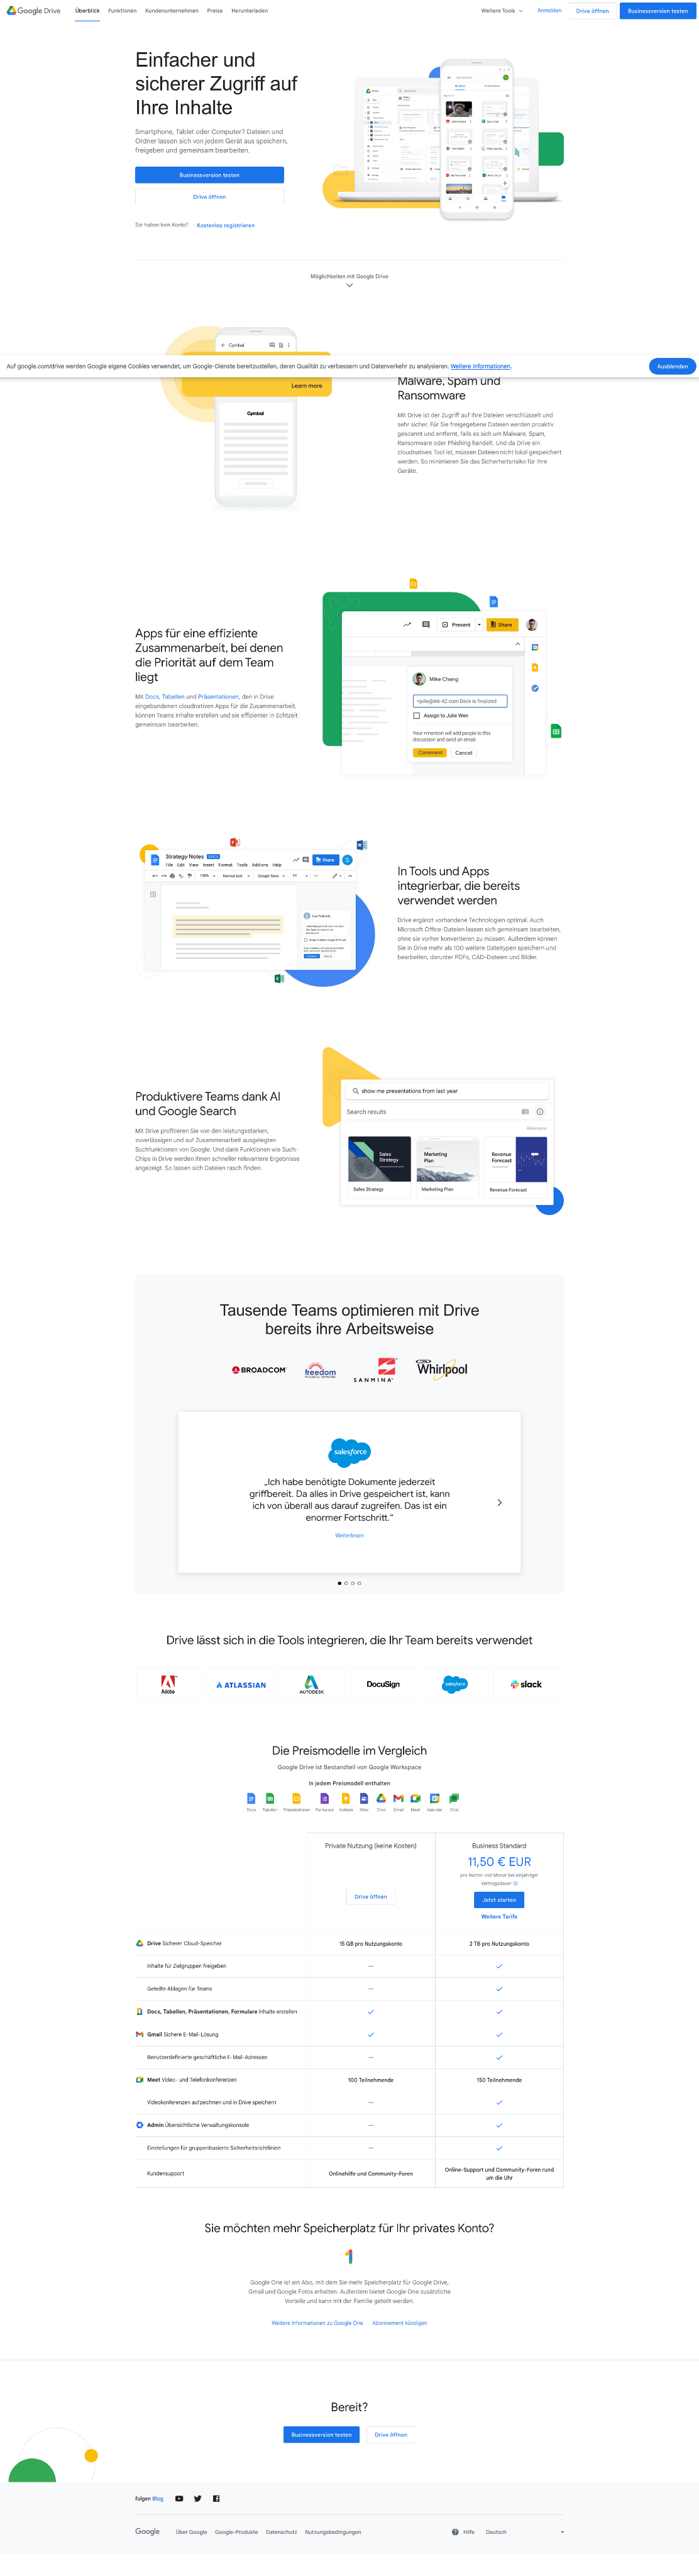 Google Drive
Überblick
Funktionen
Kundenunternehmen
Preise
Herunterladen
Weitere Tools
Anmelden
Drive öffnen
Businessversion testen
Einfacher und
sicherer Zugriff auf
Ihre Inhalte
Smartphone, Tablet oder Computer? Dateien und
Ordner lassen sich von jedem Gerät aus speichern,
freigeben und gemeinsam bearbeiten.
Businessversion testen
Drive öffnen
Sie haben kein Konto? Kostenlos registrieren
Möglichkeiten mit Google Drive
Cymbal
Auf google.com/drive werden Google eigene Cookies verwendet, um Google-Dienste bereitzustellen, deren Qualität zu verbessern und Datenverkehr zu analysieren. Weitere Informationen.
Ausblenden
Learn more
Cymbal
Malware, Spam und
Ransomware
Mit Drive ist der Zugriff auf Ihre Dateien verschlüsselt und
sehr sicher. Für Sie freigegebene Dateien werden proaktiv
gescannt und entfernt, falls es sich um Malware, Spam,
Ransomware oder Phishing handelt. Und da Drive ein
cloudnatives Tool ist, müssen Dateien nicht lokal gespeichert
werden. So minimieren Sie das Sicherheitsrisiko für Ihre
Geräte.
Apps für eine effiziente
Zusammenarbeit, bei denen
die Priorität auf dem Team
liegt
Mit Docs, Tabellen und Präsentationen, den in Drive
eingebundenen cloudnativen Apps für die Zusammenarbeit,
können Teams Inhalte erstellen und sie effizienter in Echtzeit
gemeinsam bearbeiten.
Present
Share
Mike Chang
+julie@ink-42.com Deck is finalized
Assign to Julie Wen
Your mention will add people to this
discussion and send an email.
Comment
Cancel
Strategy Notes
.DOCX
File Edit View Insert Format Tools Add-ons Help
Share
S
100%
Normal text
Google Sans
In Tools und Apps
integrierbar, die bereits
verwendet werden
Drive ergänzt vorhandene Technologien optimal. Auch
Microsoft Office-Dateien lassen sich gemeinsam bearbeiten,
ohne sie vorher konvertieren zu müssen. Außerdem können
Sie in Drive mehr als 100 weitere Dateitypen speichern und
bearbeiten, darunter PDFs, CAD-Dateien und Bilder.
Produktivere Teams dank AI
und Google Search
Mit Drive profitieren Sie von den leistungsstarken,
zuverlässigen und auf Zusammenarbeit ausgelegten
Suchfunktionen von Google. Und dank Funktionen wie Such-
Chips in Drive werden Ihnen schneller relevantere Ergebnisse
angezeigt. So lassen sich Dateien rasch finden.
show me presentations from last year
Search results
Relevance
Sales
Strategy
Marketing
Plan
Revenue
Forecast
Sales Strategy
Marketing Plan
Revenue Forecast
Tausende Teams optimieren mit Drive
bereits ihre Arbeitsweise
BROADCOM
freedom
SANMINA
Whirlpool
salesforce
„Ich habe benötigte Dokumente jederzeit
griffbereit. Da alles in Drive gespeichert ist, kann
ich von überall aus darauf zugreifen. Das ist ein
enormer Fortschritt.“
Weiterlesen
Drive lässt sich in die Tools integrieren, die Ihr Team bereits verwendet
Adobe
ATLASSIAN
AUTODESK
DocuSign
salesforce
slack
Die Preismodelle im Vergleich
Google Drive ist Bestandteil von Google Workspace
In jedem Preismodell enthalten
Docs Tabellen Präsentationen Formulare Notizen Sites Drive Gmail Meet Kalender Chat
Private Nutzung (keine Kosten)
Drive öffnen
Business Standard
11,50 € EUR
pro Nutzer und Monat bei einjähriger
Vertragsdauer
Jetzt starten
Weitere Tarife
Drive Sicherer Cloud-Speicher
15 GB pro Nutzungskonto
2 TB pro Nutzungskonto
Inhalte für Zielgruppen freigeben
—
Geteilte Ablagen für Teams
—
Docs, Tabellen, Präsentationen, Formulare Inhalte erstellen
Gmail Sichere E-Mail-Lösung
Benutzerdefinierte geschäftliche E-Mail-Adressen
—
Meet Video- und Telefonkonferenzen
100 Teilnehmende
150 Teilnehmende
Videokonferenzen aufzeichnen und in Drive speichern
—
Admin Übersichtliche Verwaltungskonsole
—
Einstellungen für gruppenbasierte Sicherheitsrichtlinien
—
Kundensupport
Onlinehilfe und Community-Foren
Online-Support und Community-Foren rund
um die Uhr
Sie möchten mehr Speicherplatz für Ihr privates Konto?
Google One ist ein Abo, mit dem Sie mehr Speicherplatz für Google Drive,
Gmail und Google Fotos erhalten. Außerdem bietet Google One zusätzliche
Vorteile und kann mit der Familie geteilt werden.
Weitere Informationen zu Google One
Abonnement kündigen
Bereit?
Businessversion testen
Drive öffnen
folgen Blog
Google
Über Google
Google-Produkte
Datenschutz
Nutzungsbedingungen
Hilfe
Deutsch